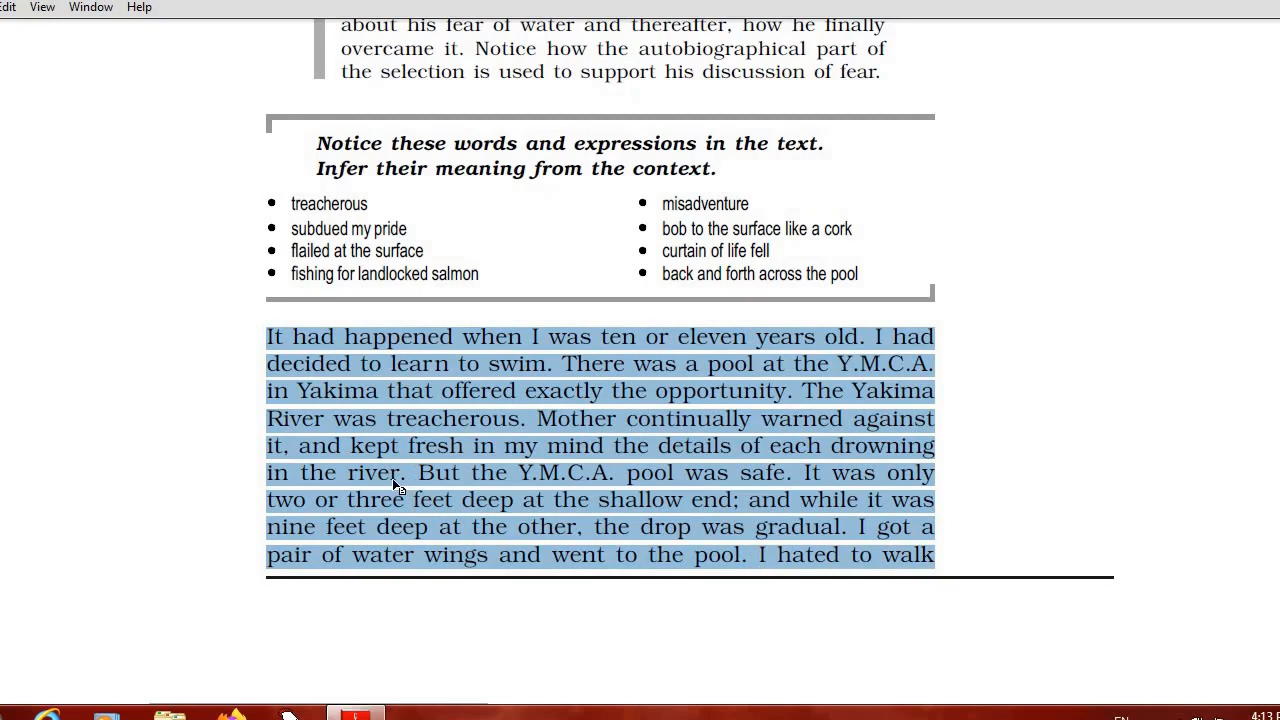 Edit View Window Help
about his fear of water and thereafter, how he finally
overcame it. Notice how the autobiographical part of
the selection is used to support his discussion of fear.
Notice these words and expressions in the text.
Infer their meaning from the context.
• treacherous
• subdued my pride
• flailed at the surface
• fishing for landlocked salmon
• misadventure
• bob to the surface like a cork
• curtain of life fell
• back and forth across the pool
It had happened when I was ten or eleven years old. I had
decided to learn to swim. There was a pool at the Y.M.C.A.
in Yakima that offered exactly the opportunity. The Yakima
River was treacherous. Mother continually warned against
it, and kept fresh in my mind the details of each drowning
in the river. But the Y.M.C.A. pool was safe. It was only
two or three feet deep at the shallow end; and while it was
nine feet deep at the other, the drop was gradual. I got a
pair of water wings and went to the pool. I hated to walk